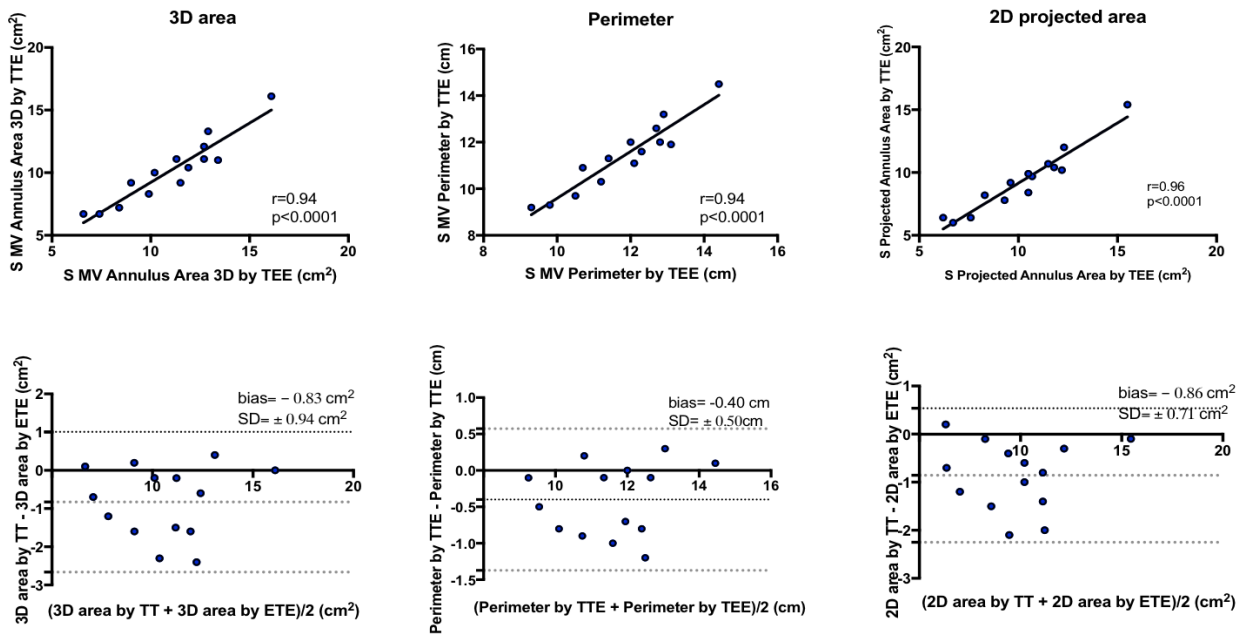 3D area
S MV Annulus Area 3D by TTE (cm²)
20
15
10
5
5
10
15
20
r=0.94
p<0.0001
S MV Annulus Area 3D by TEE (cm²)
Perimeter
S MV Perimeter by TTE (cm)
16
14
12
10
8
8
10
12
14
16
r=0.94
p<0.0001
S MV Perimeter by TEE (cm)
2D projected area
S Projected Annulus Area by TTE (cm²)
20
15
10
5
5
10
15
20
r=0.96
p<0.0001
S Projected Annulus Area by TEE (cm²)
3D area by TT - 3D area by ETE (cm²)
2
1
0
-1
-2
-3
10
15
20
bias= − 0.83 cm²
SD= ± 0.94 cm²
(3D area by TT + 3D area by ETE)/2 (cm²)
Perimeter by TTE - Perimeter by TTE (cm)
1.0
0.5
0.0
-0.5
-1.0
-1.5
10
12
14
16
bias= -0.40 cm
SD= ± 0.50cm
(Perimeter by TTE + Perimeter by TEE)/2 (cm)
2D area by TT - 2D area by ETE (cm²)
1
0
-1
-2
-3
10
15
20
bias= − 0.86 cm²
SD= ± 0.71 cm²
(2D area by TT + 2D area by ETE)/2 (cm²)